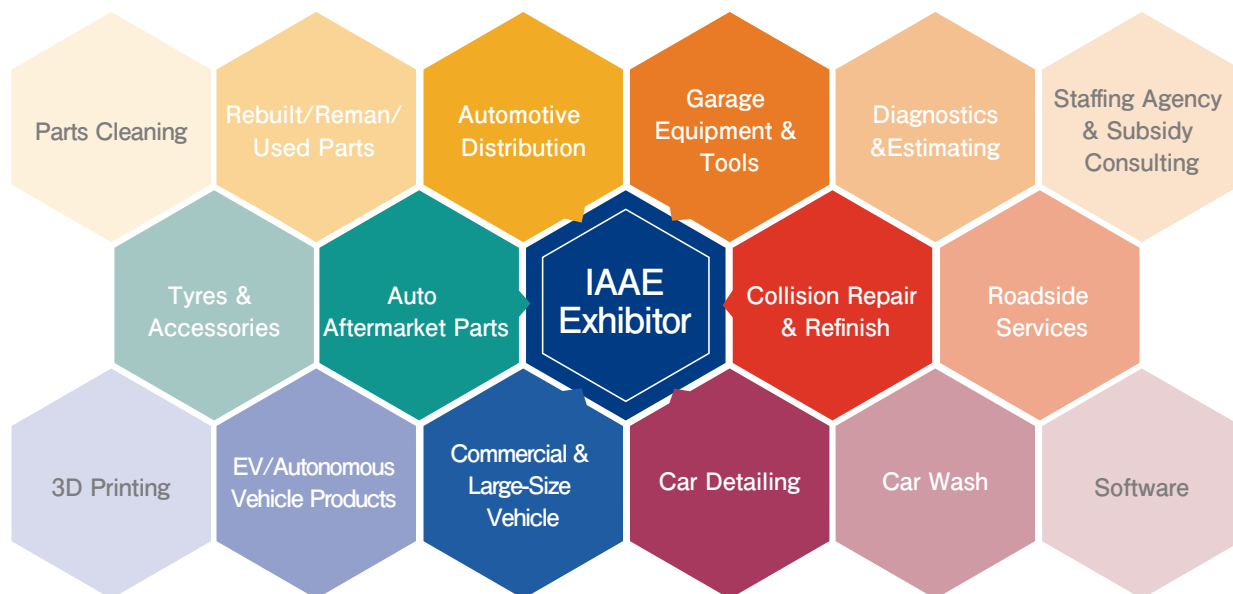 Parts Cleaning
Rebuilt/Reman/
Used Parts
Automotive
Distribution
Garage
Equipment &
Tools
Diagnostics
&Estimating
Staffing Agency
& Subsidy
Consulting
Tyres &
Accessories
Auto
Aftermarket Parts
IAAE
Exhibitor
Collision Repair
& Refinish
Roadside
Services
3D Printing
EV/Autonomous
Vehicle Products
Commercial &
Large-Size
Vehicle
Car Detailing
Car Wash
Software